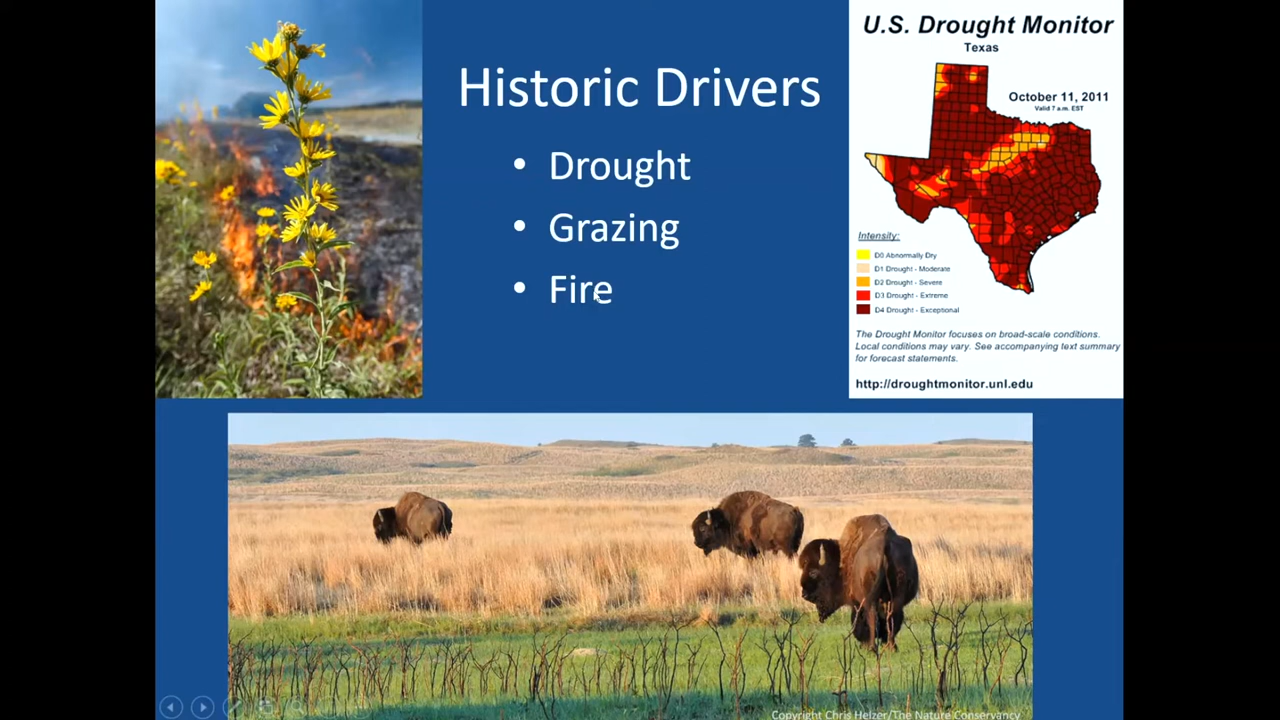 Historic Drivers
• Drought
• Grazing
• Fire
U.S. Drought Monitor
Texas
October 11, 2011
Valid 7 a.m. EST
Intensity:
D0 Abnormally Dry
D1 Drought - Moderate
D2 Drought - Severe
D3 Drought - Extreme
D4 Drought - Exceptional
The Drought Monitor focuses on broad-scale conditions.
Local conditions may vary. See accompanying text summary
for forecast statements.
http://droughtmonitor.unl.edu
Copyright Chris Helzer/The Nature Conservancy